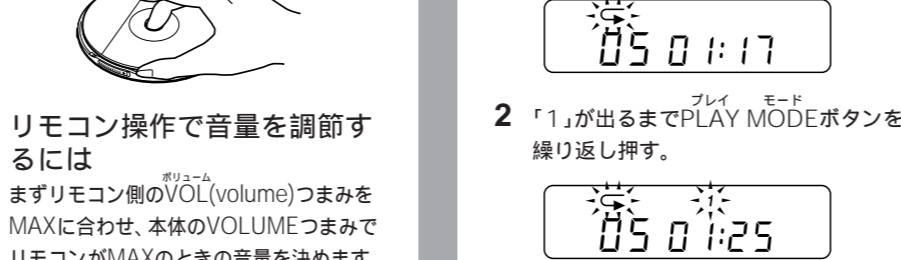 リモコン操作で音量を調節す
るには
ボリューム
まずリモコン側のVOL(volume)つまみを
MAXに合わせ、本体のVOLUMEつまみで
リモコンがMAXのときの音量を決めます
05 01:17
プレイ モード
2 「1」が出るまでPLAY MODEボタンを
繰り返し押す。
1
05 01:25